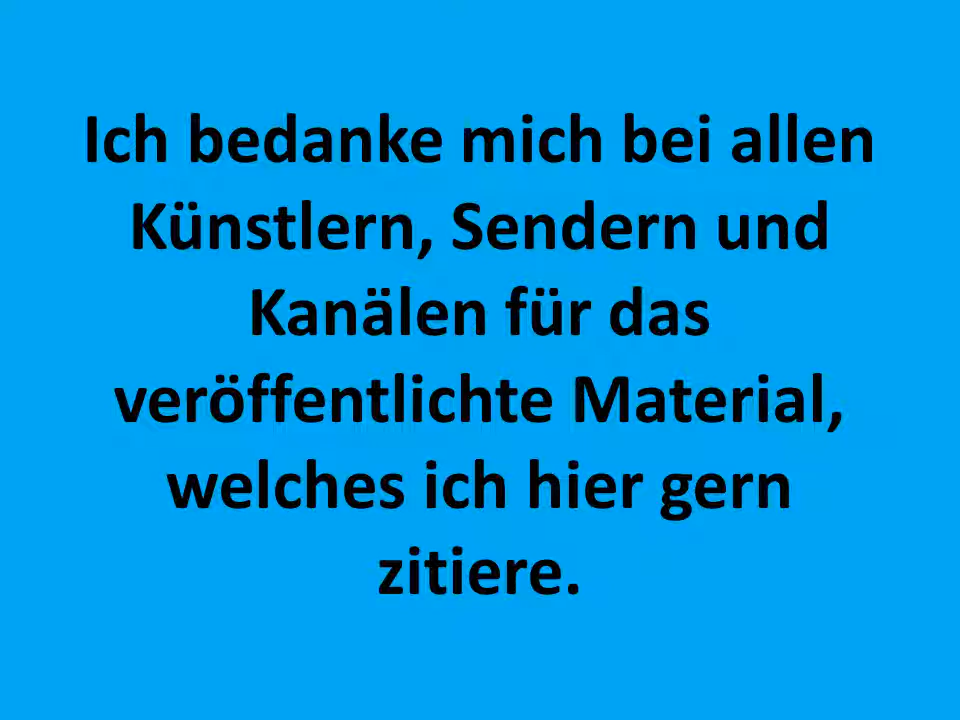 Ich bedanke mich bei allen
Künstlern, Sendern und
Kanälen für das
veröffentlichte Material,
welches ich hier gern
zitiere.